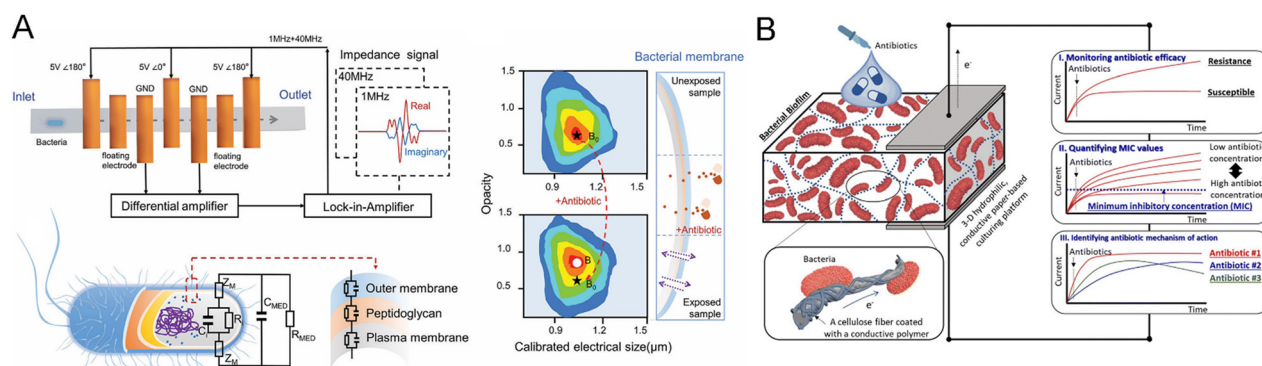 A
1MHz+40MHz
5V ∠180°
5V ∠0°
5V ∠180°
Impedance signal
40MHz
1MHz
Real
Imaginary
Inlet
GND
GND
Outlet
Bacteria
floating
electrode
floating
electrode
Differential amplifier
Lock-in-Amplifier
Z_M
C_i
R_i
Z_M
C_MED
R_MED
Outer membrane
Peptidoglycan
Plasma membrane
Bacterial membrane
1.5
1.0
0.5
B₀
0.9
1.2
1.5
Unexposed
sample
Opacity
+Antibiotic
+Antibiotic
1.5
1.0
0.5
B
B₀
0.9
1.2
1.5
Exposed
sample
Calibrated electrical size(μm)
B
Antibiotics
e⁻
Bacterial Biofilm
3-D hydrophilic,
conductive paper-based
culturing platform
Bacteria
e⁻
A cellulose fiber coated
with a conductive polymer
I. Monitoring antibiotic efficacy
Antibiotics
Resistance
Susceptible
Current
Time
II. Quantifying MIC values
Antibiotics
Low antibiotic
concentration
High antibiotic
concentration
Minimum inhibitory concentration (MIC)
Current
Time
III. Identifying antibiotic mechanism of action
Antibiotics
Antibiotic #1
Antibiotic #2
Antibiotic #3
Current
Time